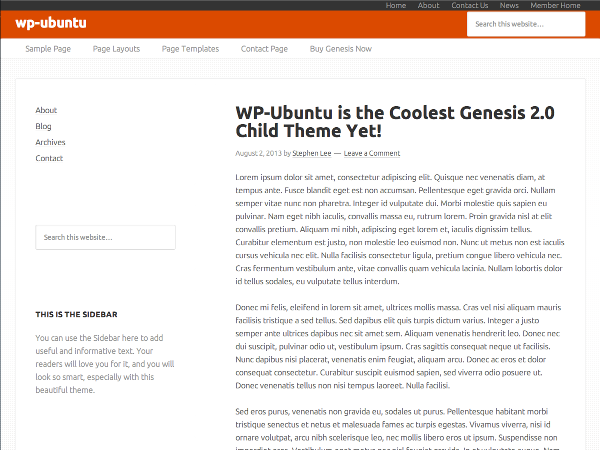 Home About Contact Us News Member Home
wp-ubuntu
Search this website…
Sample Page Page Layouts Page Templates Contact Page Buy Genesis Now
About
Blog
Archives
Contact
Search this website…
THIS IS THE SIDEBAR
You can use the Sidebar here to add
useful and informative text. Your
readers will love you for it, and you will
look so smart, especially with this
beautiful theme.
WP-Ubuntu is the Coolest Genesis 2.0
Child Theme Yet!
August 2, 2013 by Stephen Lee — Leave a Comment
Lorem ipsum dolor sit amet, consectetur adipiscing elit. Quisque nec venenatis diam, at
tempus ante. Fusce blandit eget est non accumsan. Pellentesque eget gravida orci. Nullam
semper vitae nunc non pharetra. Integer id vulputate dui. Morbi molestie quis sapien eu
pulvinar. Nam eget nibh iaculis, convallis massa eu, rutrum lorem. Proin gravida nisl at elit
convallis pretium. Aliquam mi nibh, adipiscing eget lorem et, iaculis dignissim tellus.
Curabitur elementum est justo, non molestie leo euismod non. Nunc ut metus non est iaculis
cursus vehicula nec elit. Nulla facilisis consectetur ligula, pretium congue libero vehicula nec.
Cras fermentum vestibulum ante, vitae convallis quam vehicula lacinia. Nullam lobortis dolor
id tellus sodales, eu vulputate tellus interdum.
Donec mi felis, eleifend in lorem sit amet, ultrices mollis massa. Cras vel nisi aliquam mauris
facilisis tristique a sed tellus. Sed dapibus elit quis turpis dictum varius. Integer a justo
semper ante ultrices dapibus nec sit amet sem. Aliquam venenatis hendrerit leo. Donec nec
dui suscipit, pulvinar odio ut, vestibulum ipsum. Cras sagittis consequat neque ut facilisis.
Nunc dapibus nisi placerat, venenatis enim feugiat, aliquam arcu. Donec ac eros et dolor
consequat consectetur. Curabitur suscipit euismod sapien, sed viverra odio posuere ut.
Donec venenatis tellus non nisi tempus laoreet. Nulla facilisi.
Sed eros purus, venenatis non gravida eu, sodales ut purus. Pellentesque habitant morbi
tristique senectus et netus et malesuada fames ac turpis egestas. Vivamus viverra, nisi id
ornare volutpat, arcu nibh scelerisque leo, nec mollis libero eros ut ipsum. Suspendisse non